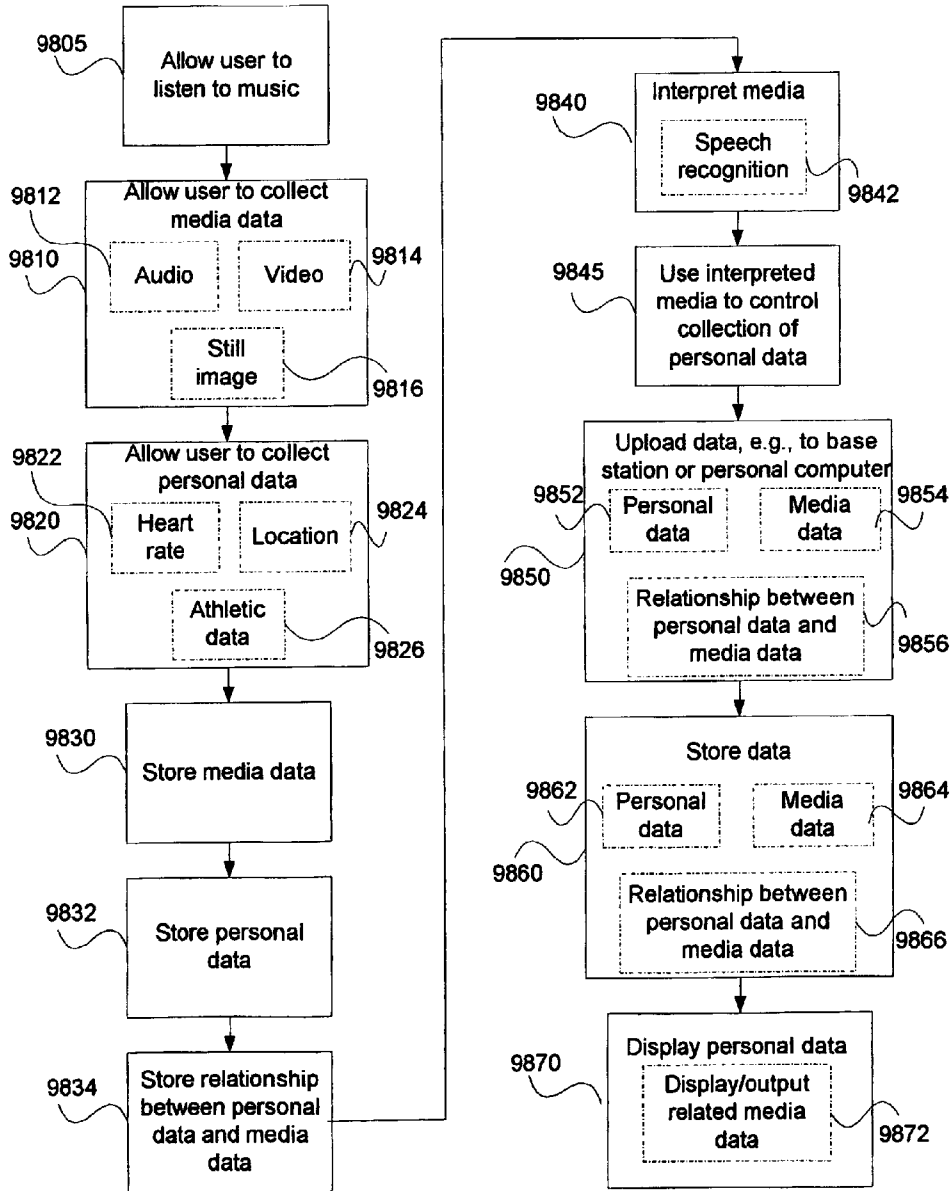 9805
Allow user to
listen to music
Allow user to collect
media data
9812
9810
Audio
Video
9814
Still
image
9816
Allow user to collect
personal data
9822
9820
Heart
rate
Location
9824
Athletic
data
9826
9830
Store media data
9832
Store personal
data
9834
Store relationship
between personal
data and media
data
Interpret media
9840
Speech
recognition
9842
9845
Use interpreted
media to control
collection of
personal data
Upload data, e.g., to base
station or personal computer
9852
9850
Personal
data
Media
data
9854
Relationship between
personal data and
media data
9856
Store data
9862
9860
Personal
data
Media
data
9864
Relationship between
personal data and
media data
9866
9870
Display personal data
Display/output
related media
data
9872